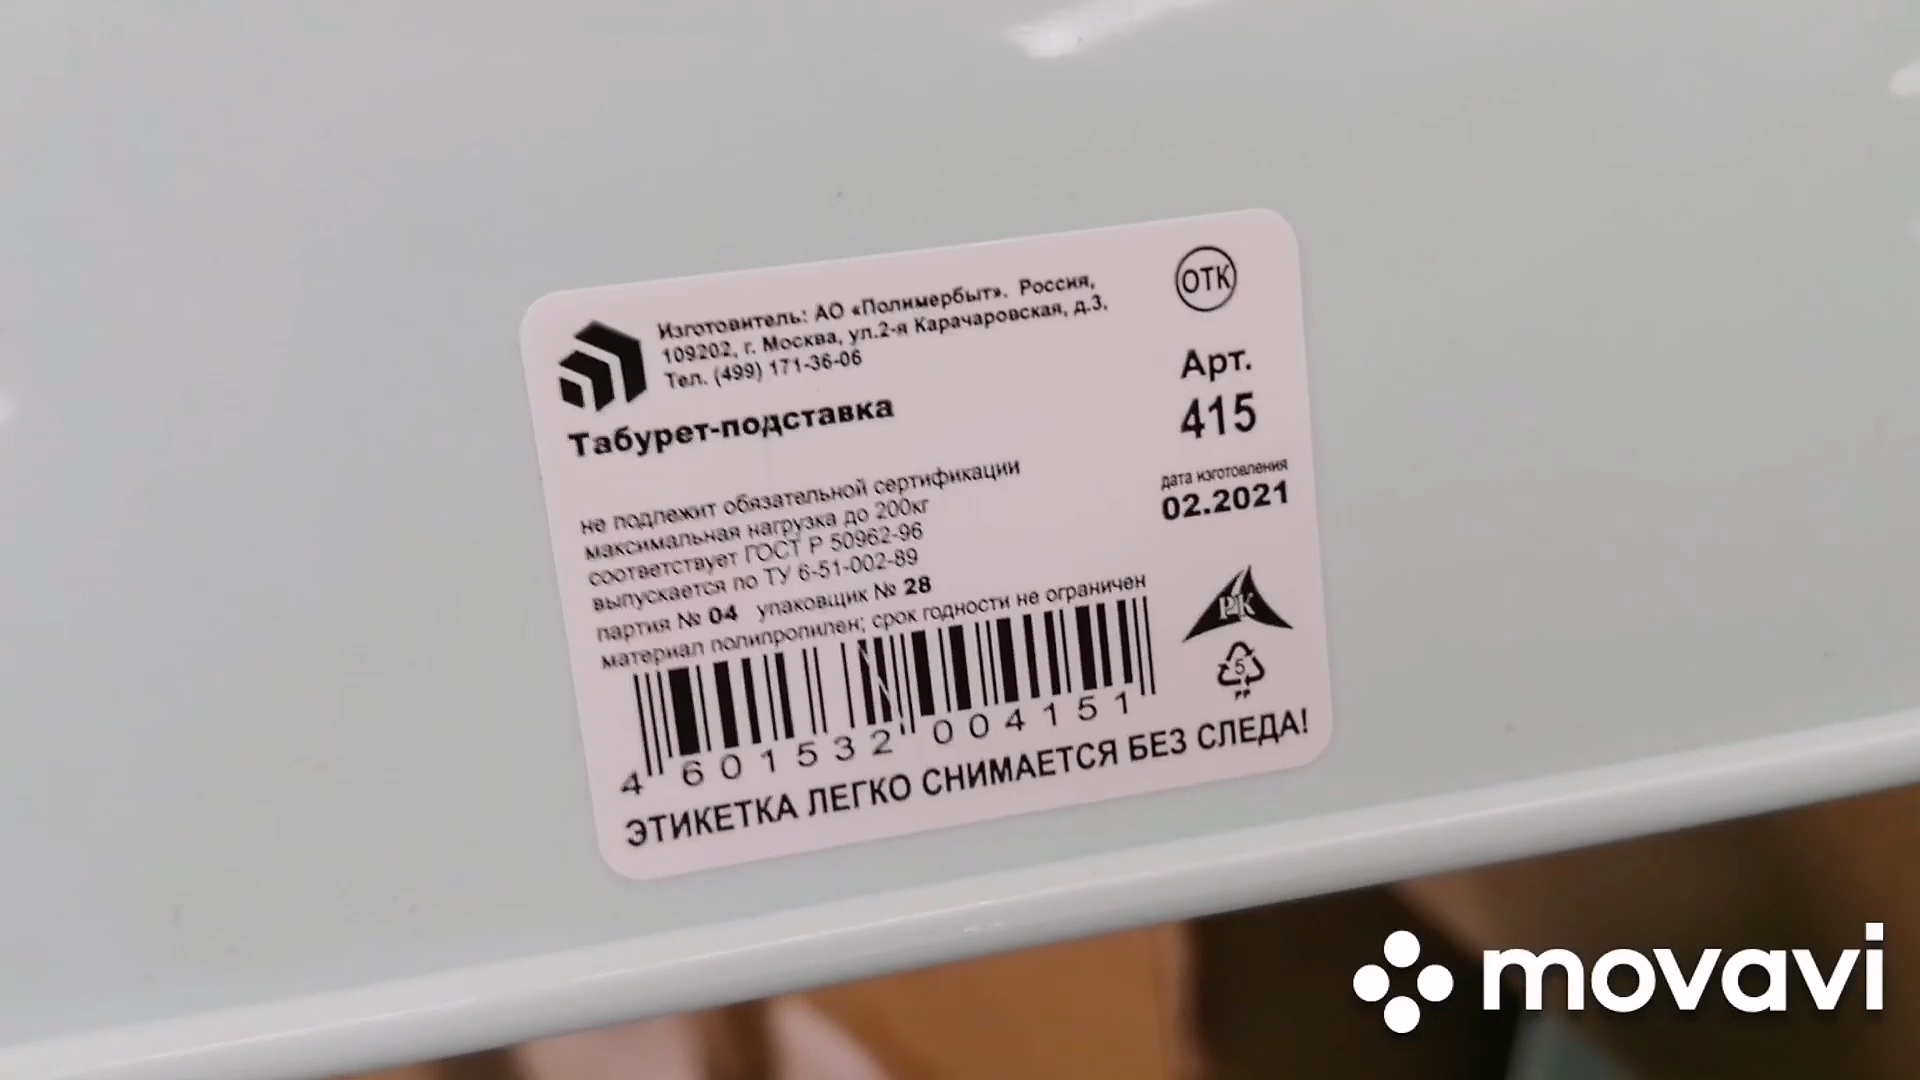 Изготовитель: АО «Полимербыт». Россия,
109202, г. Москва, ул.2-я Карачаровская, д.3.
Тел. (499) 171-36-06
ОТК
Табурет-подставка
Арт.
415
дата изготовления
02.2021
не подлежит обязательной сертификации
максимальная нагрузка до 200кг
соответствует ГОСТ Р 50962-96
выпускается по ТУ 6-51-002-89
партия № 04 упаковщик № 28
материал полипропилен; срок годности не ограничен
РК
5
PP
4 601532 004151
ЭТИКЕТКА ЛЕГКО СНИМАЕТСЯ БЕЗ СЛЕДА!
movavi